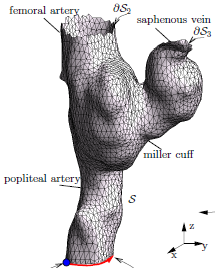 femoral artery
∂S₂
saphenous vein
∂S₃
miller cuff
popliteal artery
S
z
y
x